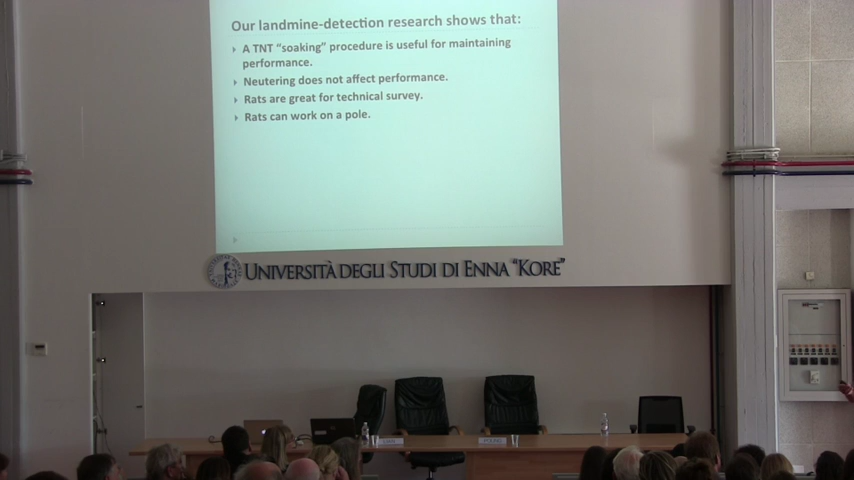 Our landmine-detection research shows that:
A TNT “soaking” procedure is useful for maintaining
performance.
Neutering does not affect performance.
Rats are great for technical survey.
Rats can work on a pole.
UNIVERSITÀ DEGLI STUDI DI ENNA “KORE”